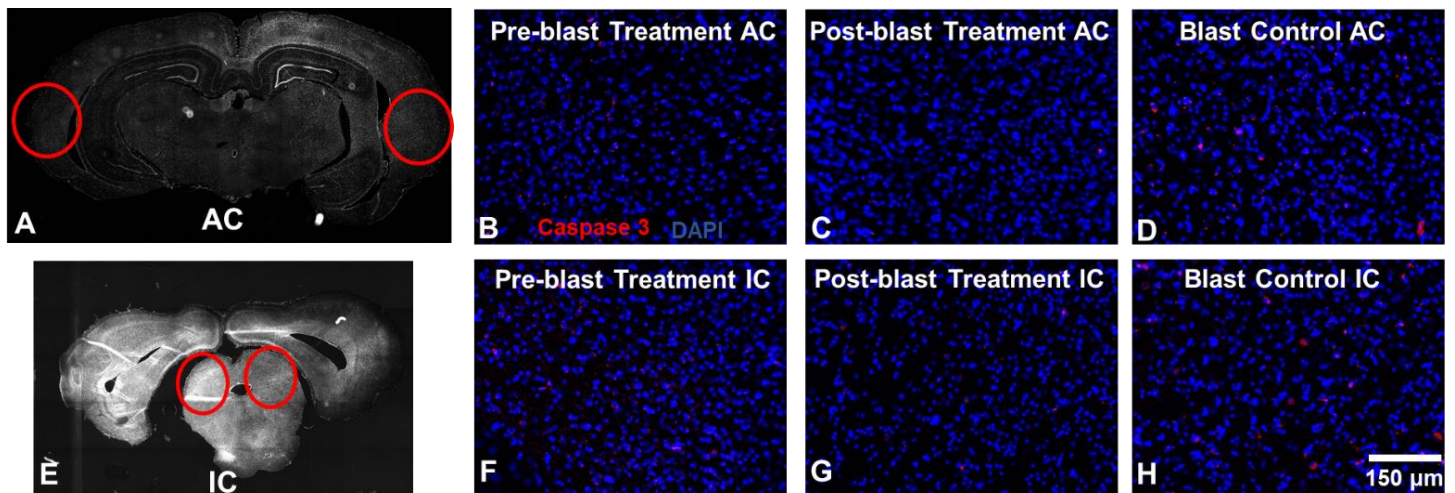 Pre-blast Treatment AC
Post-blast Treatment AC
Blast Control AC
A
AC
B
Caspase 3
DAPI
C
D
Pre-blast Treatment IC
Post-blast Treatment IC
Blast Control IC
E
IC
F
G
H
150 µm